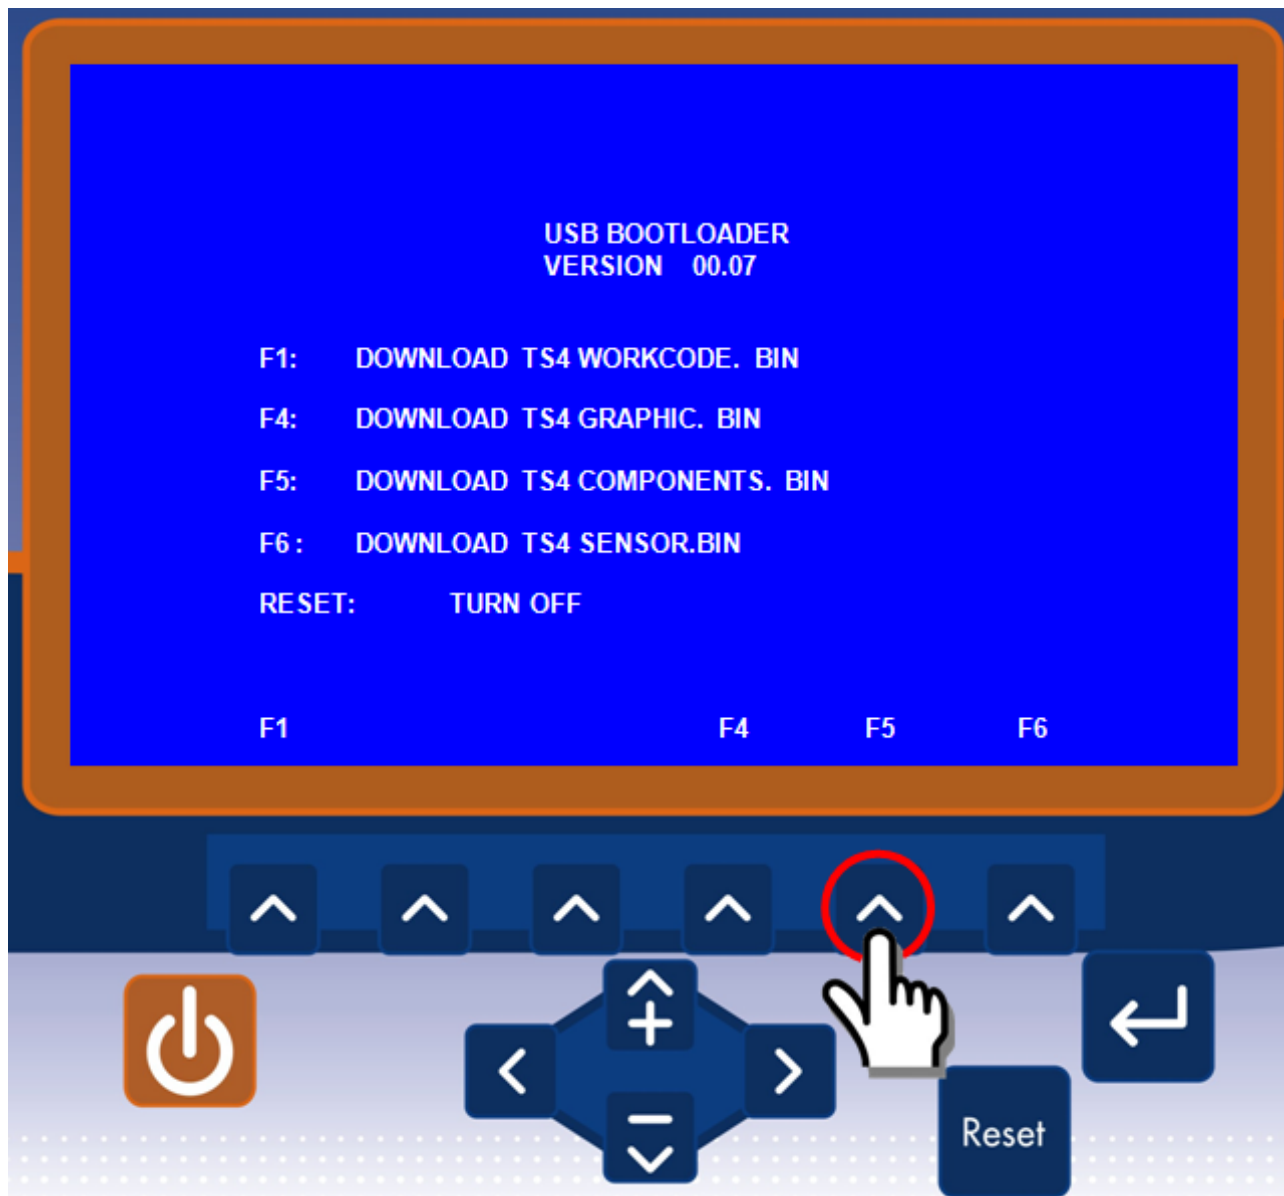 USB BOOTLOADER
VERSION 00.07
F1: DOWNLOAD TS4 WORKCODE. BIN
F4: DOWNLOAD TS4 GRAPHIC. BIN
F5: DOWNLOAD TS4 COMPONENTS. BIN
F6 : DOWNLOAD TS4 SENSOR.BIN
RESET: TURN OFF
F1 F4 F5 F6
Reset